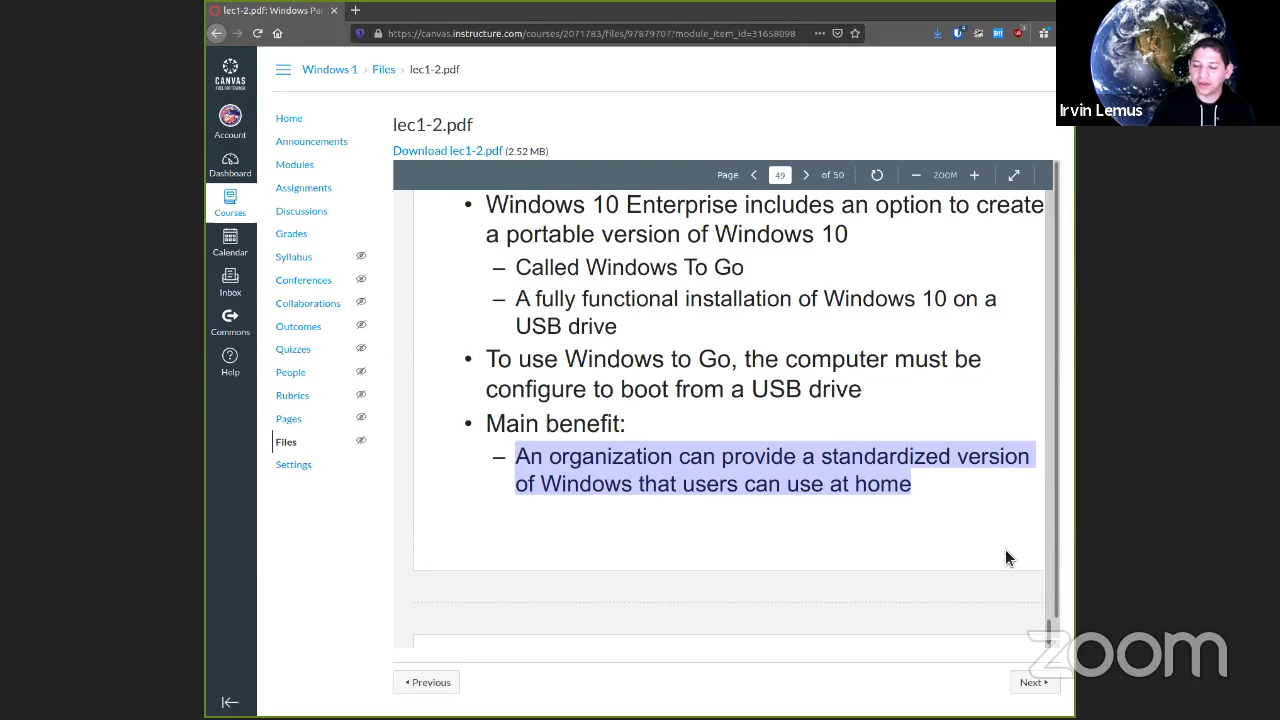 lec1-2.pdf: Windows Par
https://canvas.instructure.com/courses/2071783/files/97879707?module_item_id=31658098
Irvin Lemus
CANVAS
FREE FOR TEACHER
Account
Dashboard
Courses
Calendar
Inbox
Commons
Help
Windows 1 › Files › lec1-2.pdf
Home
Announcements
Modules
Assignments
Discussions
Grades
Syllabus
Conferences
Collaborations
Outcomes
Quizzes
People
Rubrics
Pages
Files
Settings
lec1-2.pdf
Download lec1-2.pdf (2.52 MB)
Page 49 of 50 ZOOM
• Windows 10 Enterprise includes an option to create
a portable version of Windows 10
– Called Windows To Go
– A fully functional installation of Windows 10 on a
USB drive
• To use Windows to Go, the computer must be
configure to boot from a USB drive
• Main benefit:
– An organization can provide a standardized version
of Windows that users can use at home
zoom
Previous
Next